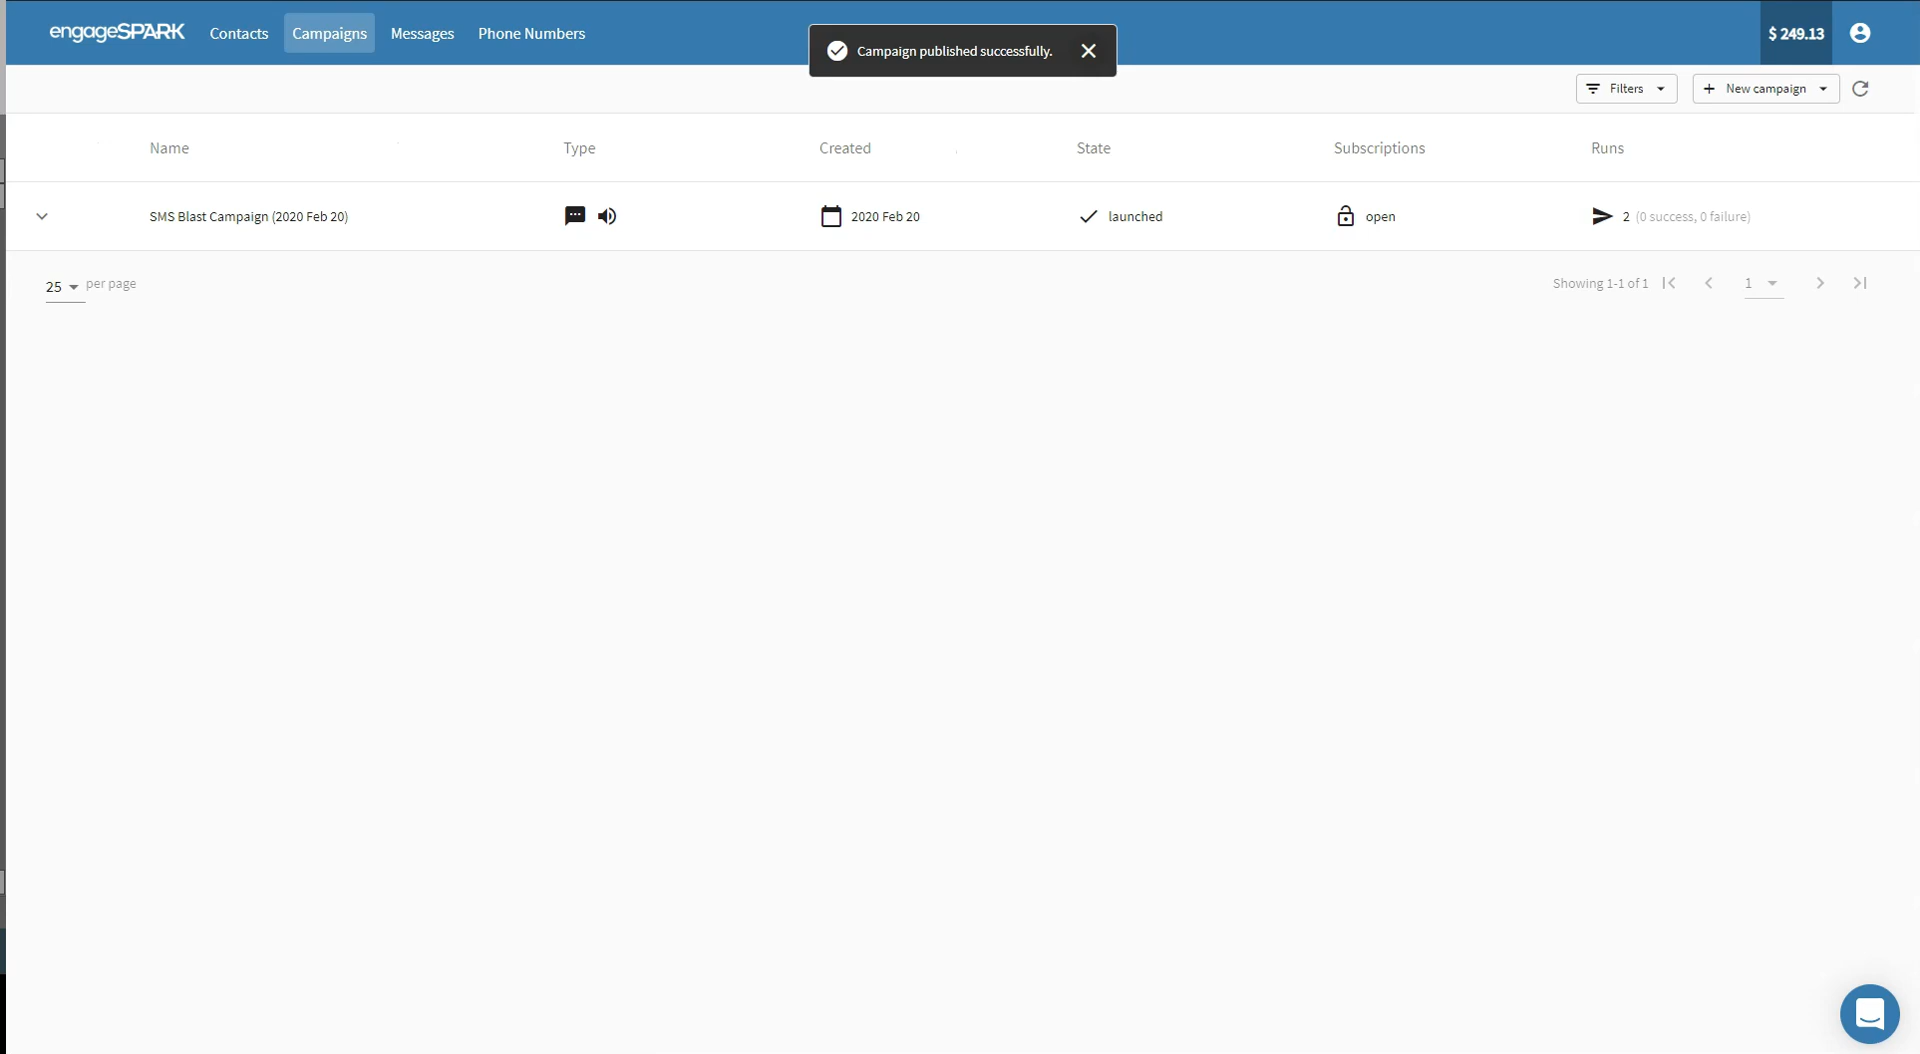 engageSPARK Contacts Campaigns Messages Phone Numbers $ 249.13
Campaign published successfully.
Filters New campaign
Name Type Created State Subscriptions Runs
SMS Blast Campaign (2020 Feb 20) 2020 Feb 20 launched open 2 (0 success, 0 failure)
25 per page Showing 1-1 of 1 1